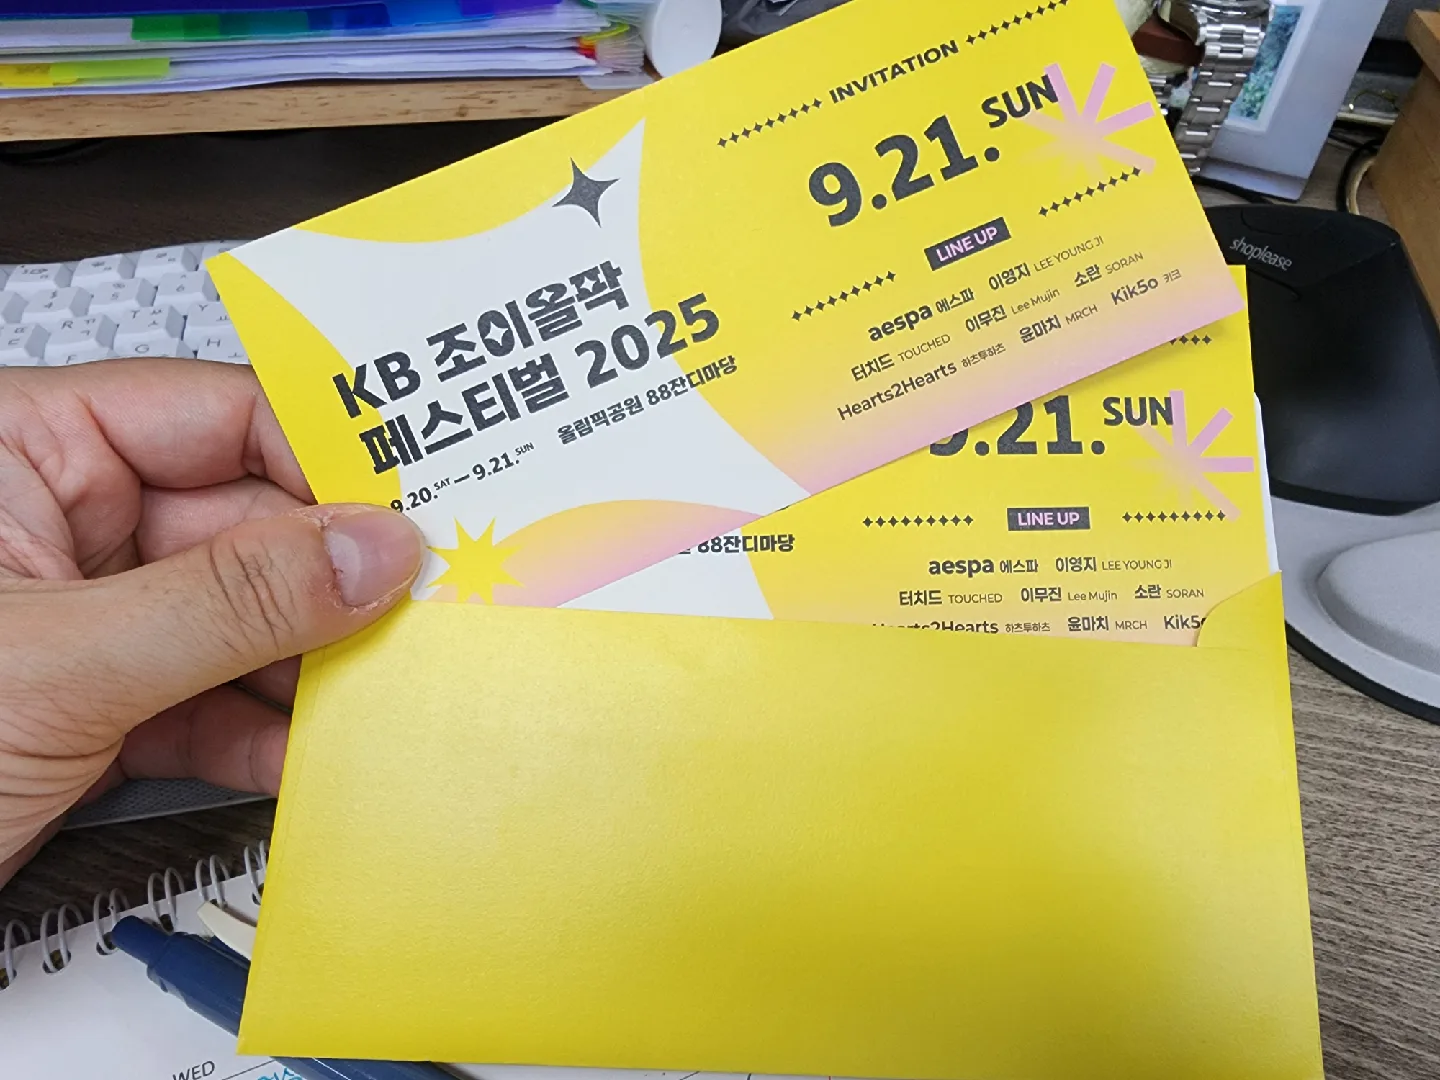 INVITATION
9.21. SUN
LINE UP
aespa 에스파 이영지 LEE YOUNG JI
터치드 TOUCHED 이무진 Lee Mujin 소란 SORAN
Hearts2Hearts 하츠투하츠 윤마치 MRCH Kik5o 키코
KB 조이올팍
페스티벌 2025
9.20. SAT — 9.21. SUN 올림픽공원 88잔디마당
9.21. SUN
88잔디마당
LINE UP
aespa 에스파 이영지 LEE YOUNG JI
터치드 TOUCHED 이무진 Lee Mujin 소란 SORAN
Hearts2Hearts 하츠투하츠 윤마치 MRCH Kik5o
shoplease
WED